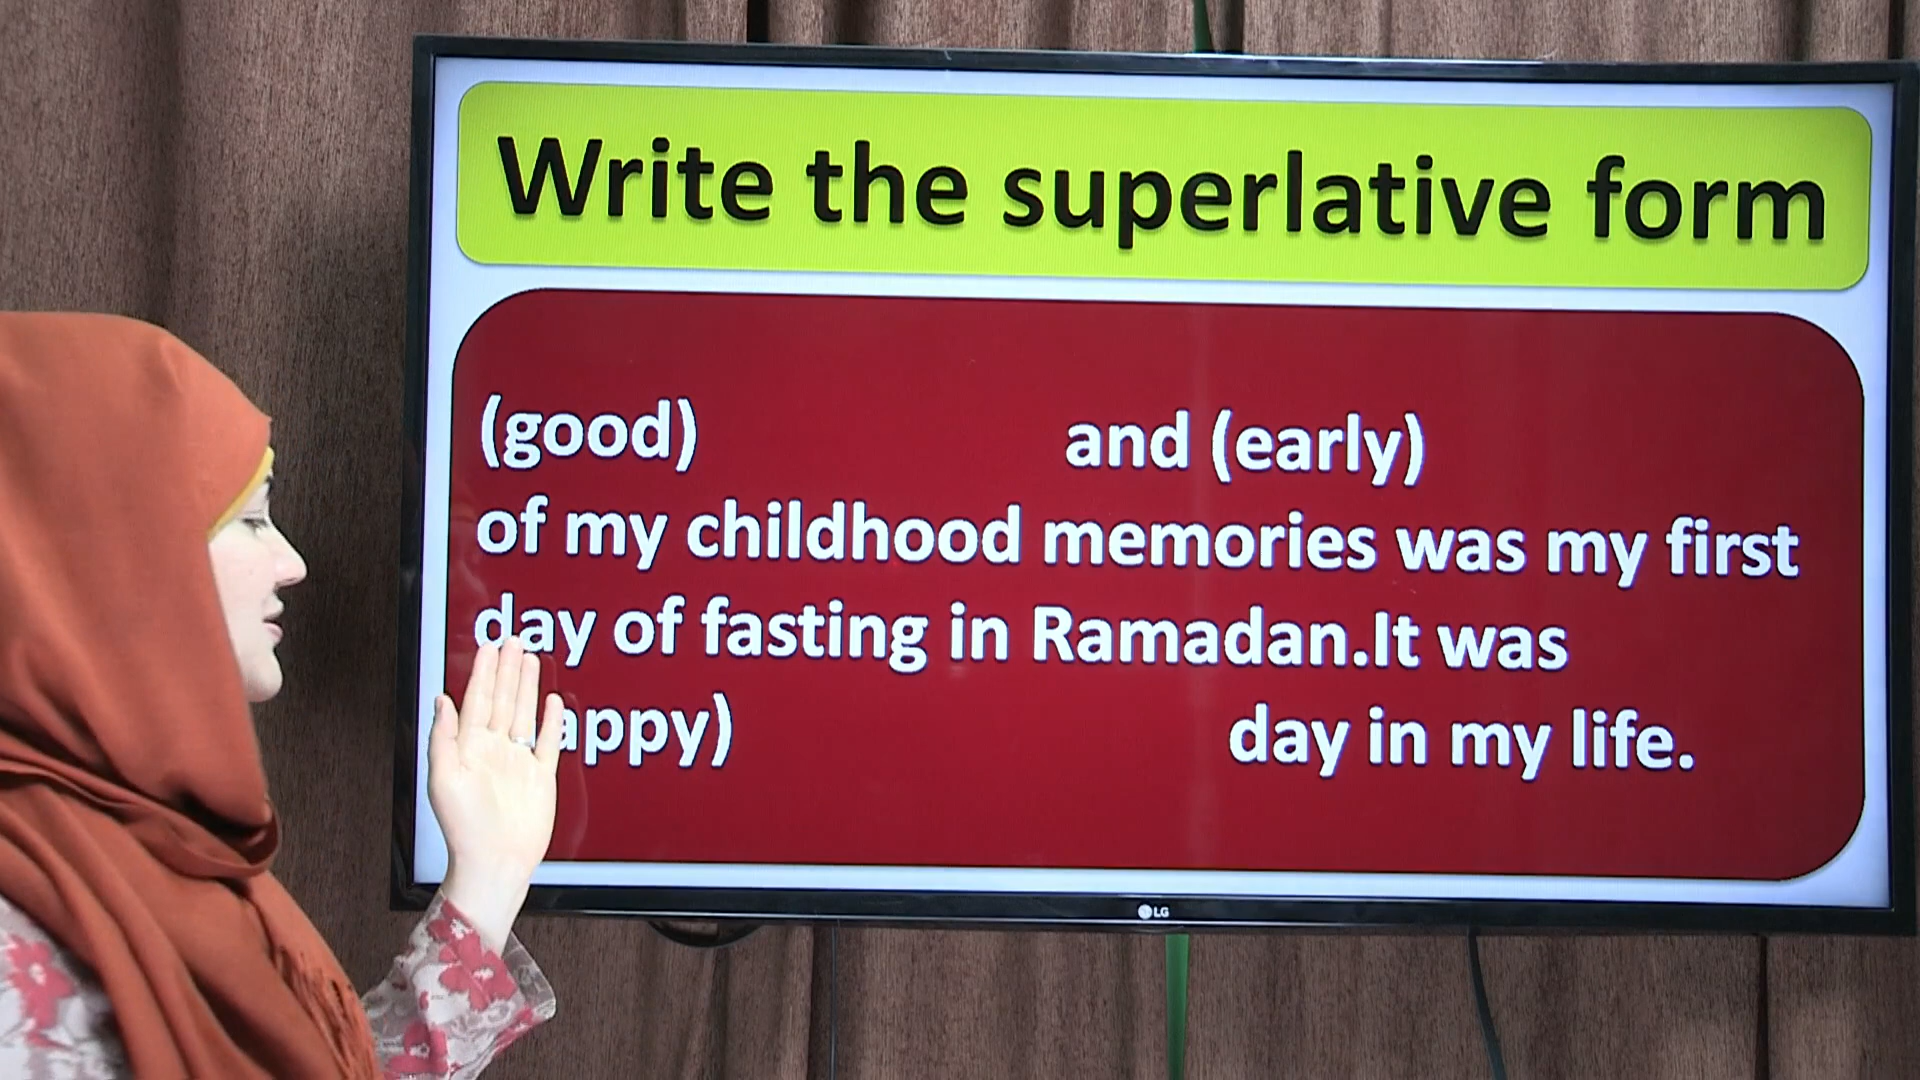 Write the superlative form
(good) and (early)
of my childhood memories was my first
day of fasting in Ramadan.It was
appy) day in my life.
LG